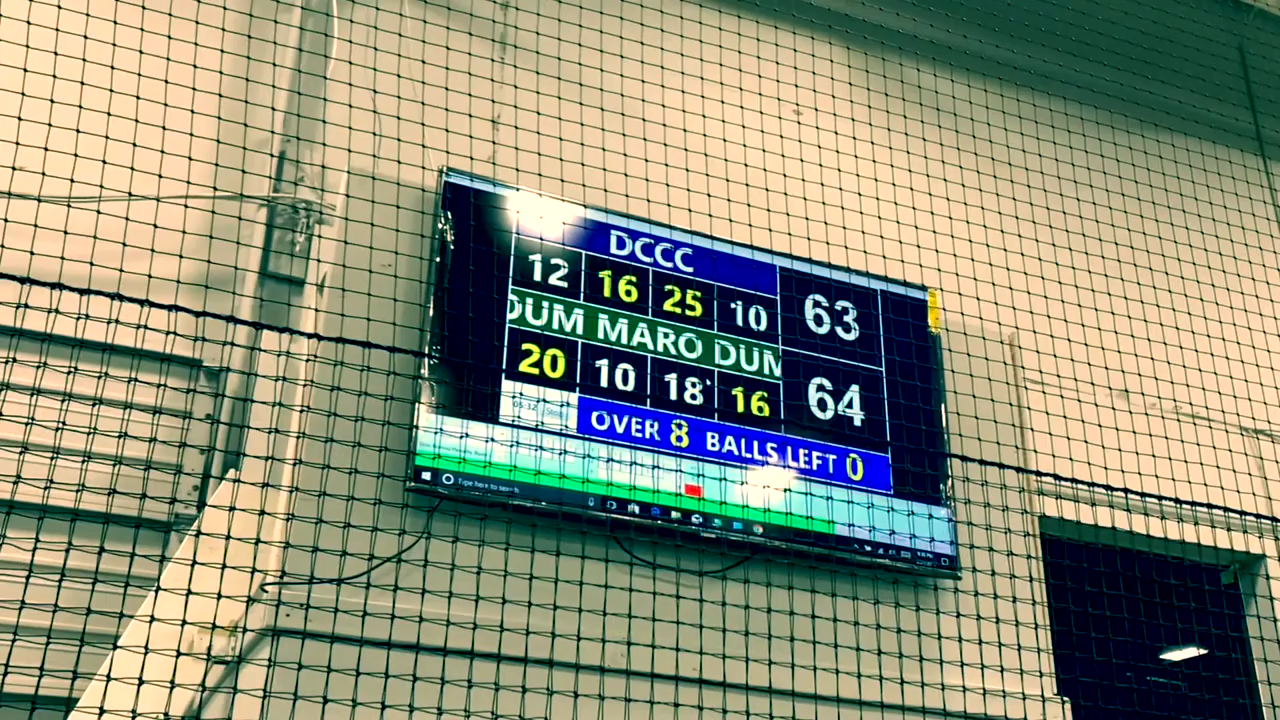 DCCC
12 16 25 10 63
DUM MARO DUM
20 10 18 16 64
OVER 8 BALLS LEFT 0
Type here to search